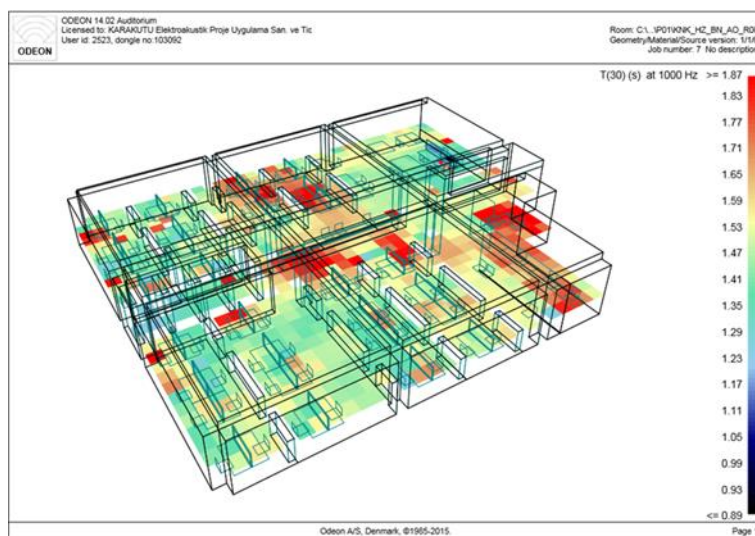 ODEON
ODEON 14.02 Auditorium
Licensed to: KARAKUTU Elektroakustik Proje Uygulama San. ve Tic
User id: 2523, dongle no:103092
Room: C:\...\P01\KNK_HZ_BN_AO_R0
Geometry/Material/Source version: 1/1/
Job number: 7 No description
T(30) (s) at 1000 Hz >= 1.87
1.83
1.77
1.71
1.65
1.59
1.53
1.47
1.41
1.35
1.29
1.23
1.17
1.11
1.05
0.99
0.93
<= 0.89
Odeon A/S, Denmark, ©1985-2015.
Page